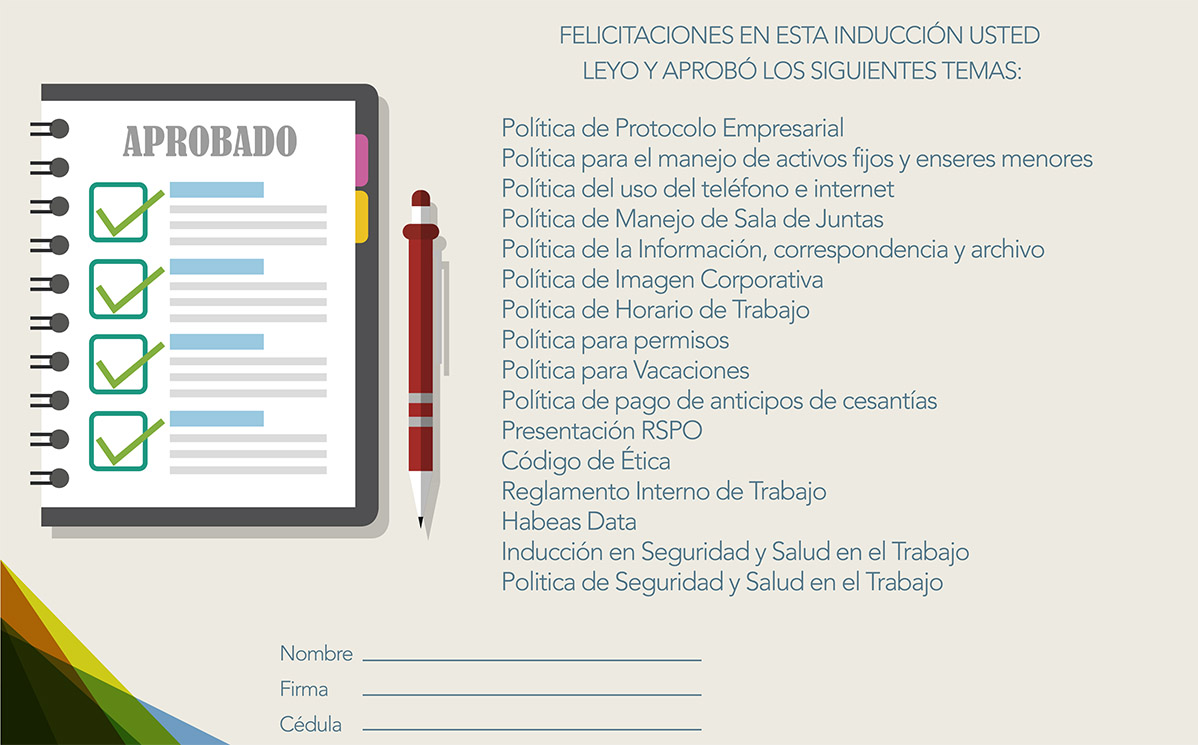 FELICITACIONES EN ESTA INDUCCIÓN USTED
LEYO Y APROBÓ LOS SIGUIENTES TEMAS:
APROBADO
Política de Protocolo Empresarial
Política para el manejo de activos fijos y enseres menores
Política del uso del teléfono e internet
Política de Manejo de Sala de Juntas
Política de la Información, correspondencia y archivo
Política de Imagen Corporativa
Política de Horario de Trabajo
Política para permisos
Política para Vacaciones
Política de pago de anticipos de cesantías
Presentación RSPO
Código de Ética
Reglamento Interno de Trabajo
Habeas Data
Inducción en Seguridad y Salud en el Trabajo
Politica de Seguridad y Salud en el Trabajo
Nombre
Firma
Cédula